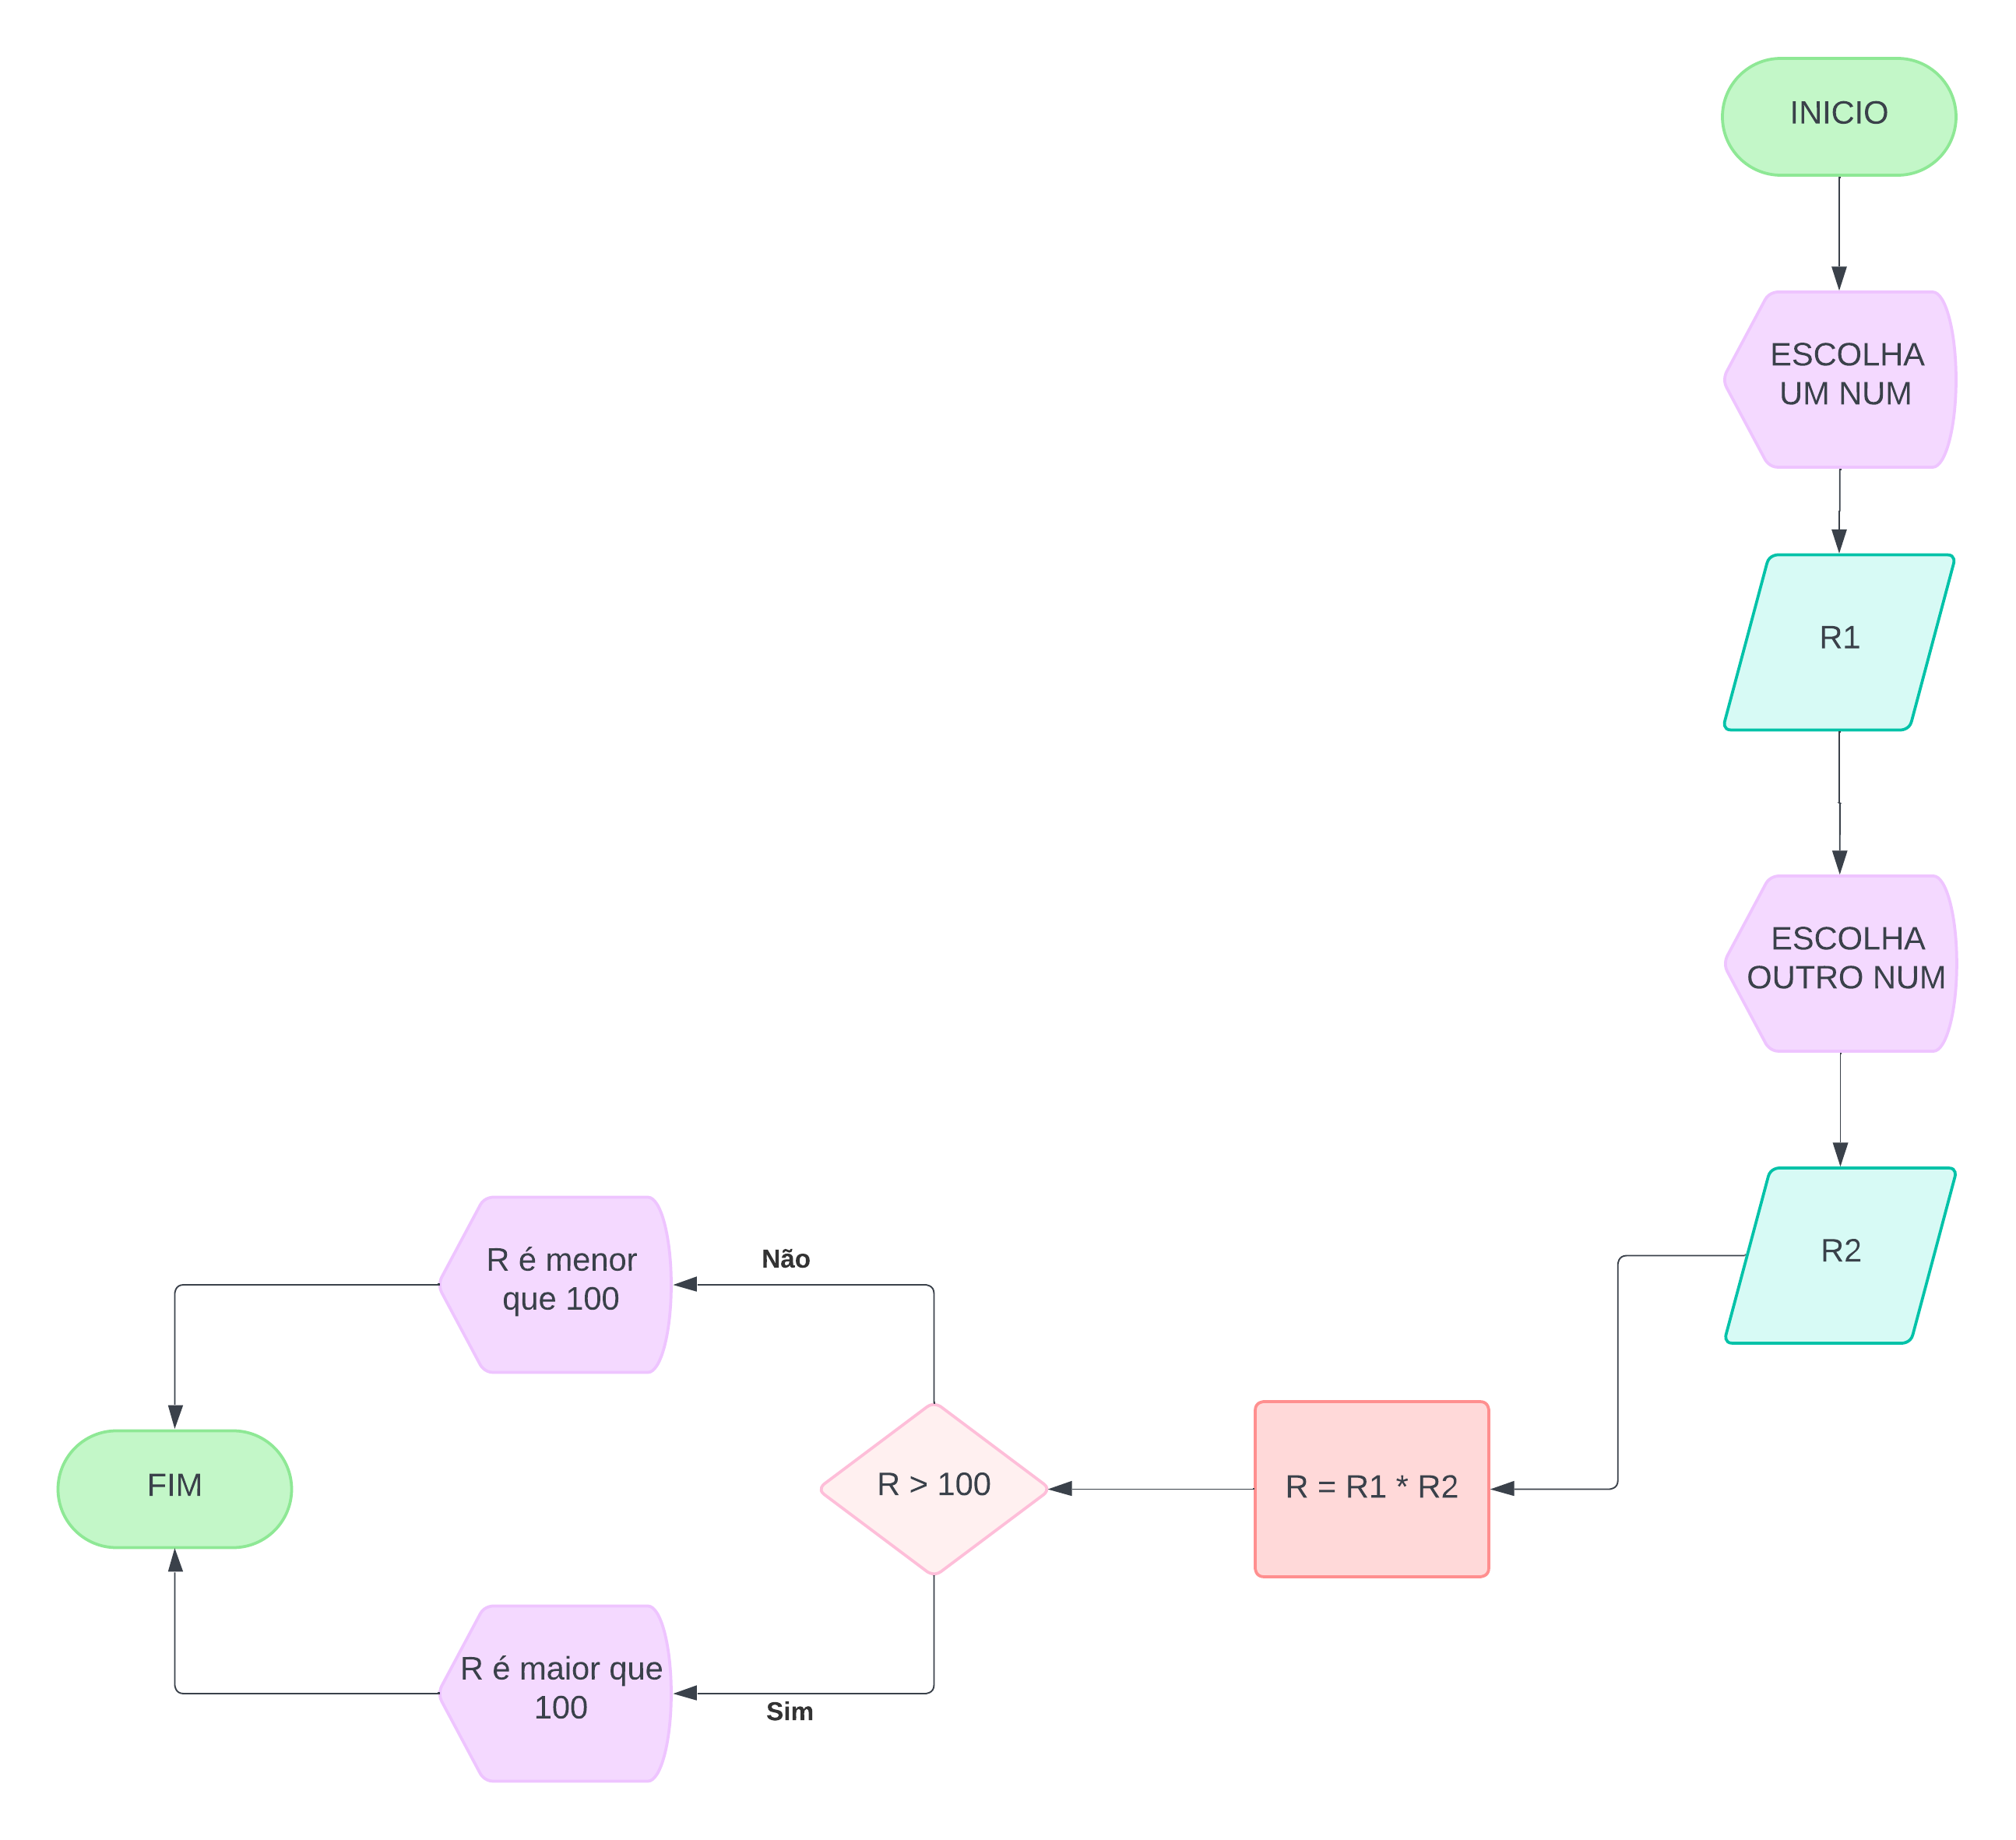 INICIO
ESCOLHA
UM NUM
R1
ESCOLHA
OUTRO NUM
R2
R = R1 * R2
R > 100
Não
R é menor
que 100
Sim
R é maior que
100
FIM